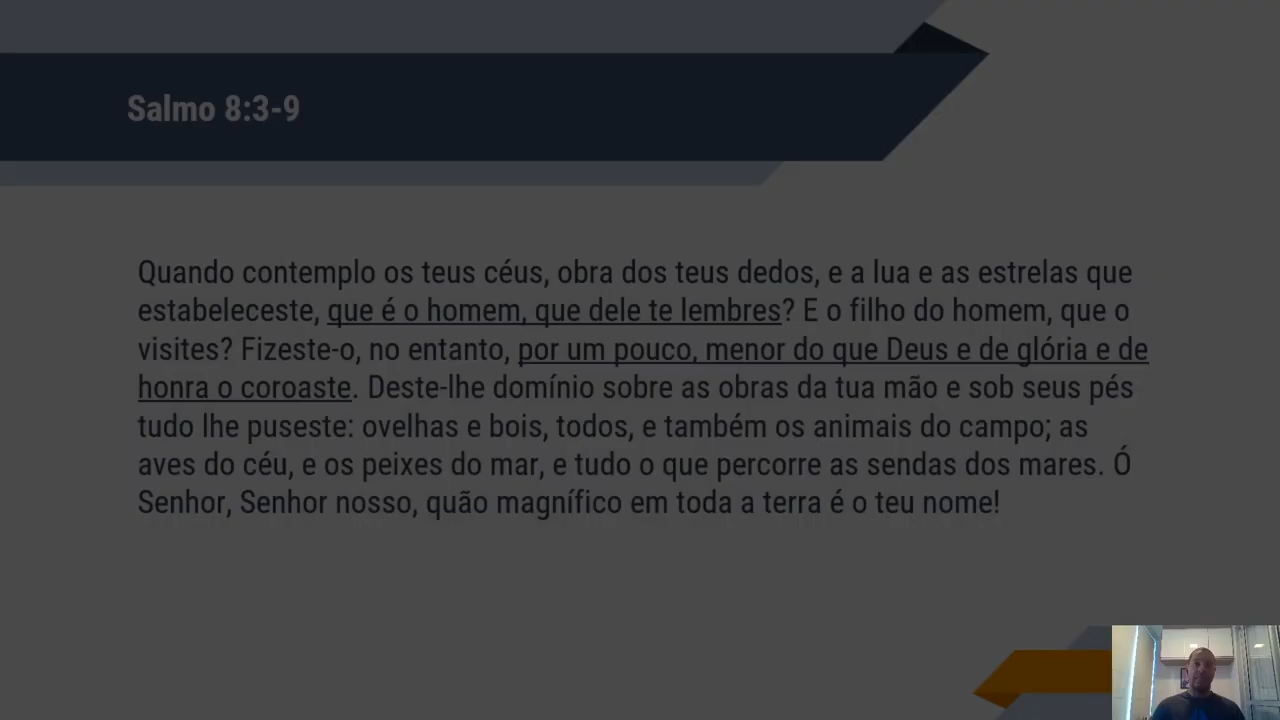 Salmo 8:3-9
Quando contemplo os teus céus, obra dos teus dedos, e a lua e as estrelas que
estabeleceste, que é o homem, que dele te lembres? E o filho do homem, que o
visites? Fizeste-o, no entanto, por um pouco, menor do que Deus e de glória e de
honra o coroaste. Deste-lhe domínio sobre as obras da tua mão e sob seus pés
tudo lhe puseste: ovelhas e bois, todos, e também os animais do campo; as
aves do céu, e os peixes do mar, e tudo o que percorre as sendas dos mares. Ó
Senhor, Senhor nosso, quão magnífico em toda a terra é o teu nome!